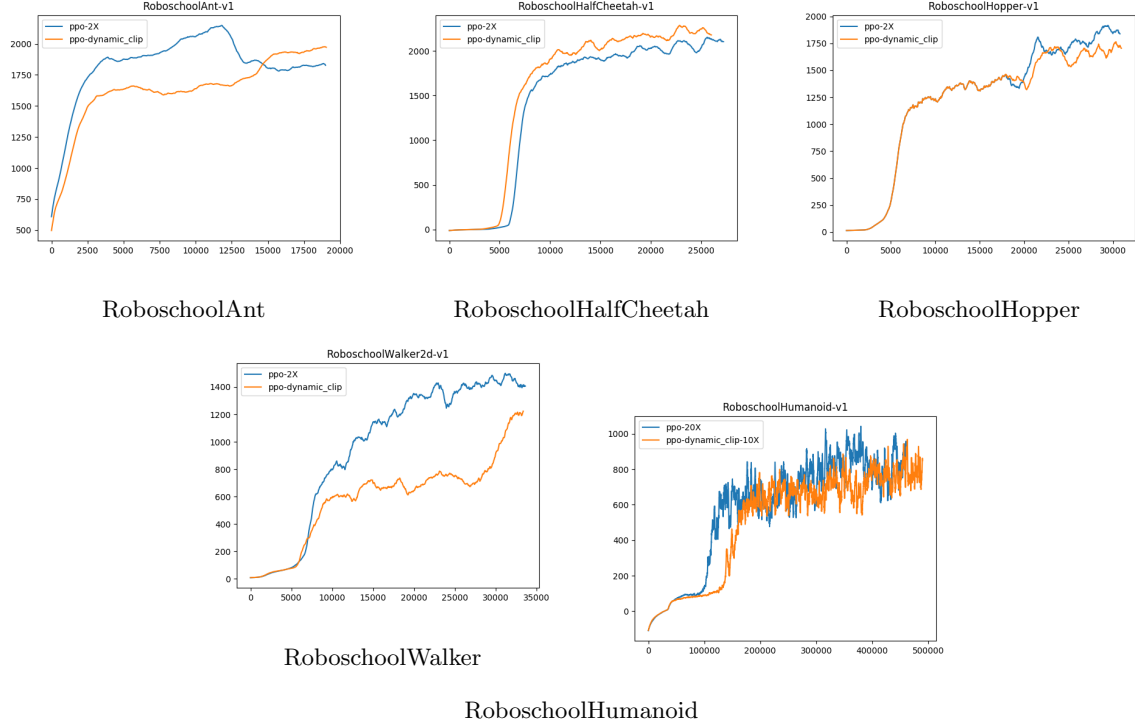 RoboschoolAnt-v1
ppo-2X
ppo-dynamic_clip
2000
1750
1500
1250
1000
750
500
0 2500 5000 7500 10000 12500 15000 17500 20000
RoboschoolAnt
RoboschoolHalfCheetah-v1
ppo-2X
ppo-dynamic_clip
2000
1500
1000
500
0
0 5000 10000 15000 20000 25000
RoboschoolHalfCheetah
RoboschoolHopper-v1
ppo-2X
ppo-dynamic_clip
2000
1750
1500
1250
1000
750
500
250
0
0 5000 10000 15000 20000 25000 30000
RoboschoolHopper
RoboschoolWalker2d-v1
ppo-2X
ppo-dynamic_clip
1400
1200
1000
800
600
400
200
0
0 5000 10000 15000 20000 25000 30000 35000
RoboschoolWalker
RoboschoolHumanoid-v1
ppo-20X
ppo-dynamic_clip-10X
1000
800
600
400
200
0
0 100000 200000 300000 400000 500000
RoboschoolHumanoid